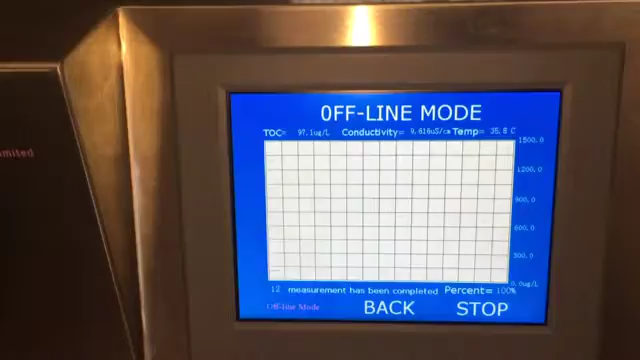 mited
OFF-LINE MODE
TOC= 97.1ug/L Conductivity= 9.616uS/cm Temp= 35.8 C
1500.0
1200.0
900.0
600.0
300.0
0.0ug/L
12 measurement has been completed Percent= 100%
Off-line Mode
BACK STOP